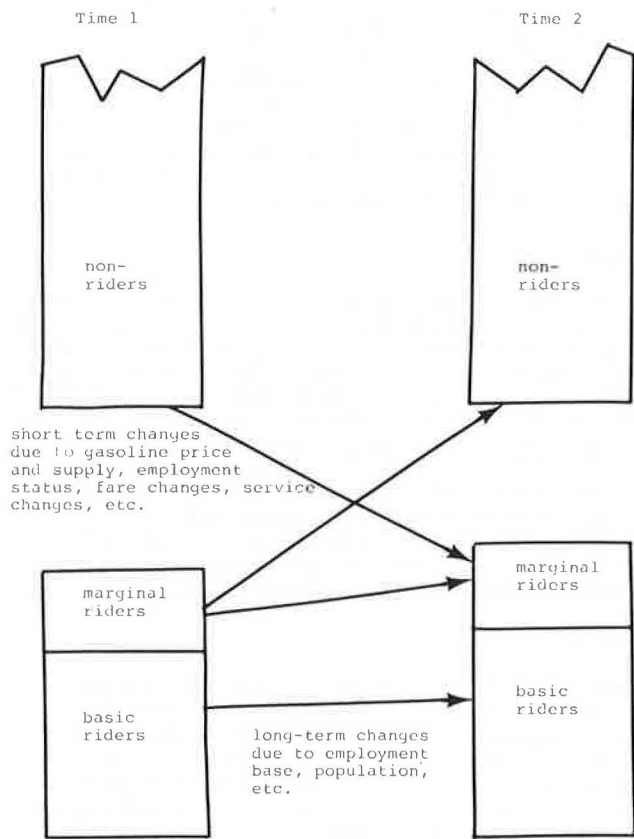 Time 1
Time 2
non-
riders
non-
riders
short term changes
due to gasoline price
and supply, employment
status, fare changes, service
changes, etc.
marginal
riders
marginal
riders
basic
riders
basic
riders
long-term changes
due to employment
base, population,
etc.